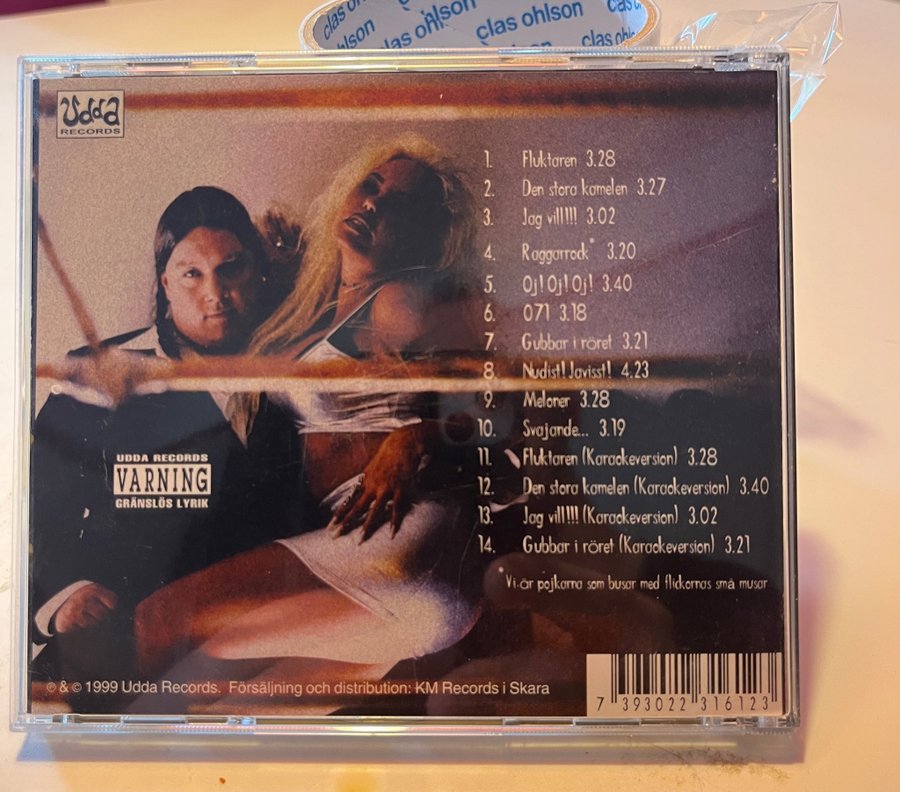 clas ohlson
clas ohlson
clas ohlson
clas ohlson
Udda
RECORDS
1. Fluktaren 3.28
2. Den stora kamelen 3.27
3. Jag vill!!! 3.02
4. Raggarrock* 3.20
5. Oj! Oj! Oj! 3.40
6. 071 3.18
7. Gubbar i röret 3.21
8. Nudist! Javisst! 4.23
9. Meloner 3.28
10. Svajande... 3.19
11. Fluktaren (Karaokeversion) 3.28
12. Den stora kamelen (Karaokeversion) 3.40
13. Jag vill!!! (Karaokeversion) 3.02
14. Gubbar i röret (Karaokeversion) 3.21
*Vi är pojkarna som busar med flickornas små musar
UDDA RECORDS
VARNING
GRÄNSLÖS LYRIK
℗ & © 1999 Udda Records. Försäljning och distribution: KM Records i Skara
7 393022 316123